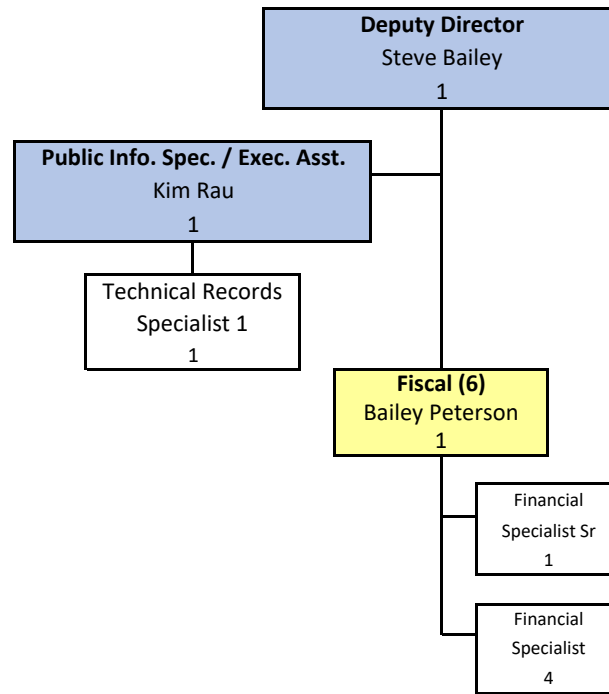 Deputy Director
Steve Bailey
1
Public Info. Spec. / Exec. Asst.
Kim Rau
1
Technical Records
Specialist 1
1
Fiscal (6)
Bailey Peterson
1
Financial
Specialist Sr
1
Financial
Specialist
4